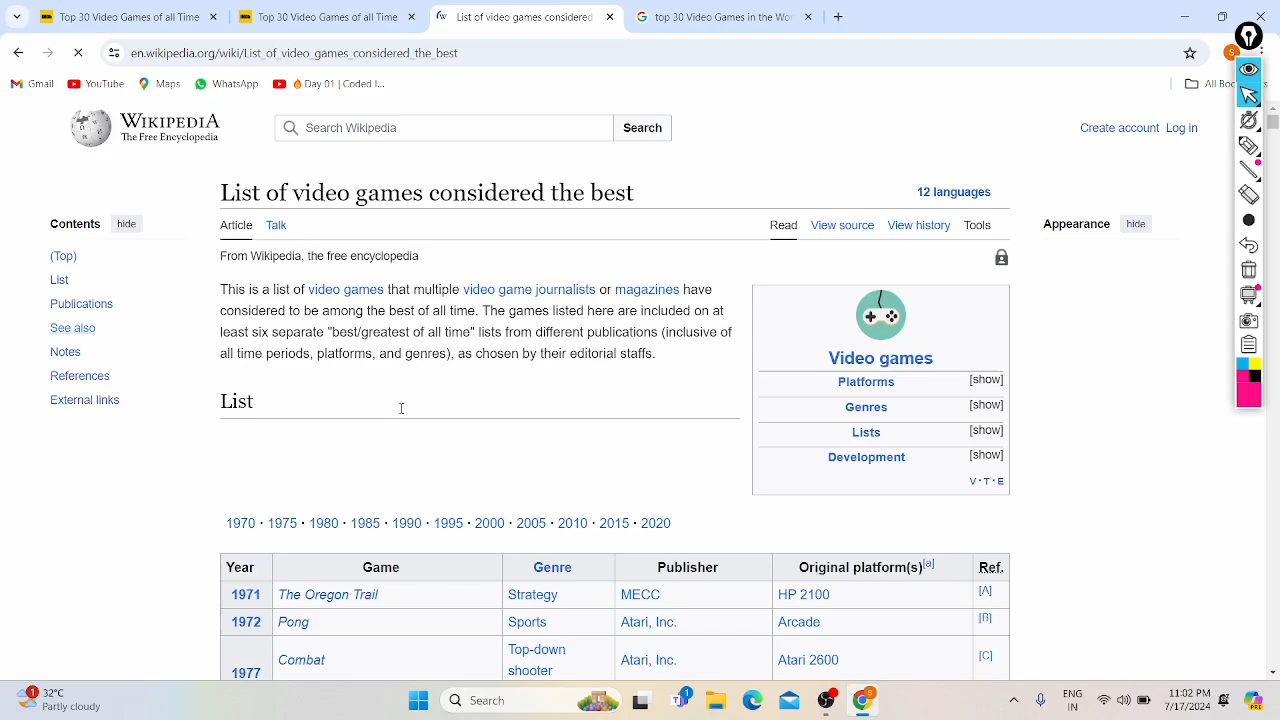 Top 30 Video Games of all Time
Top 30 Video Games of all Time
List of video games considered
top 30 Video Games in the Wor
en.wikipedia.org/wiki/List_of_video_games_considered_the_best
S
Gmail
YouTube
Maps
WhatsApp
Day 01 | Coded I...
WIKIPEDIA
The Free Encyclopedia
Search Wikipedia
Search
Create account
Log in
List of video games considered the best
12 languages
Contents
hide
(Top)
List
Publications
See also
Notes
References
External links
Article
Talk
Read
View source
View history
Tools
Appearance
hide
From Wikipedia, the free encyclopedia
This is a list of video games that multiple video game journalists or magazines have
considered to be among the best of all time. The games listed here are included on at
least six separate "best/greatest of all time" lists from different publications (inclusive of
all time periods, platforms, and genres), as chosen by their editorial staffs.
Video games
Platforms [show]
Genres [show]
Lists [show]
Development [show]
V · T · E
List
1970 · 1975 · 1980 · 1985 · 1990 · 1995 · 2000 · 2005 · 2010 · 2015 · 2020
Year Game Genre Publisher Original platform(s)[a] Ref.
1971 The Oregon Trail Strategy MECC HP 2100 [A]
1972 Pong Sports Atari, Inc. Arcade [B]
1977 Combat Top-down shooter Atari, Inc. Atari 2600 [C]
1
32°C
Partly cloudy
Search
1
ENG
IN
11:02 PM
7/17/2024